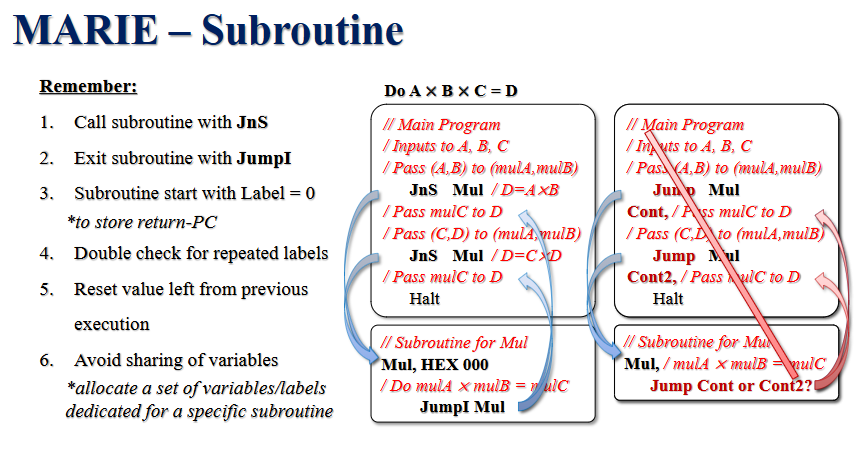 MARIE – Subroutine
Remember:
1. Call subroutine with JnS
2. Exit subroutine with JumpI
3. Subroutine start with Label = 0
*to store return-PC
4. Double check for repeated labels
5. Reset value left from previous
execution
6. Avoid sharing of variables
*allocate a set of variables/labels
dedicated for a specific subroutine
Do A × B × C = D
// Main Program
/ Inputs to A, B, C
/ Pass (A,B) to (mulA,mulB)
JnS Mul / D=A×B
/ Pass mulC to D
/ Pass (C,D) to (mulA,mulB)
JnS Mul / D=C×D
/ Pass mulC to D
Halt
// Subroutine for Mul
Mul, HEX 000
/ Do mulA × mulB = mulC
JumpI Mul
// Main Program
/ Inputs to A, B, C
/ Pass (A,B) to (mulA,mulB)
Jump Mul
Cont, / Pass mulC to D
/ Pass (C,D) to (mulA,mulB)
Jump Mul
Cont2, / Pass mulC to D
Halt
// Subroutine for Mul
Mul, / mulA × mulB = mulC
Jump Cont or Cont2?